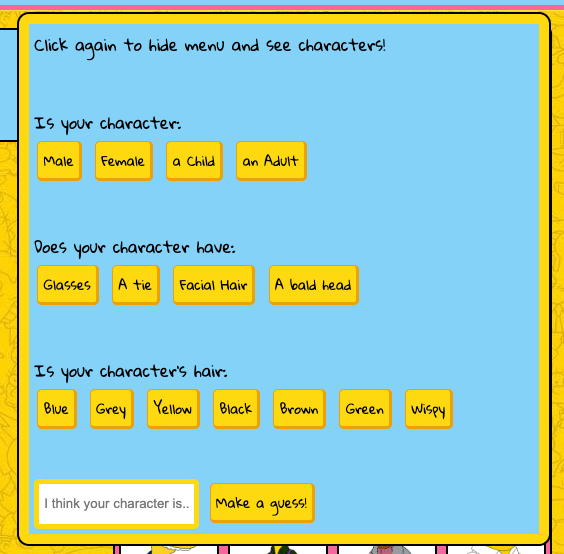 Click again to hide menu and see characters!
Is your character:
Male Female a Child an Adult
Does your character have:
Glasses A tie Facial Hair A bald head
Is your character's hair:
Blue Grey Yellow Black Brown Green Wispy
I think your character is.. Make a guess!